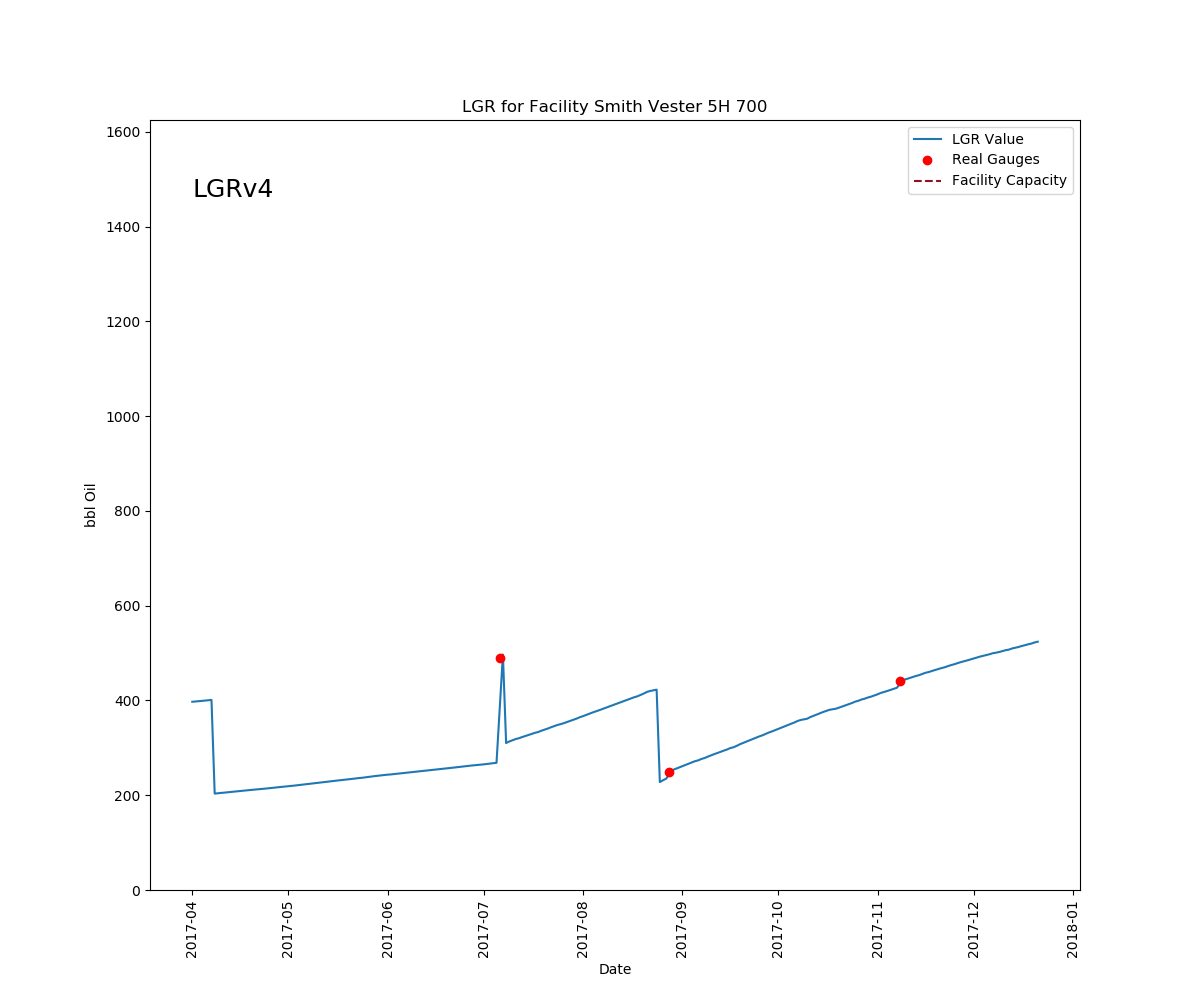 LGR for Facility Smith Vester 5H 700
LGRv4
LGR Value
Real Gauges
Facility Capacity
1600
1400
1200
1000
800
600
400
200
0
bbl Oil
2017-04
2017-05
2017-06
2017-07
2017-08
2017-09
2017-10
2017-11
2017-12
2018-01
Date